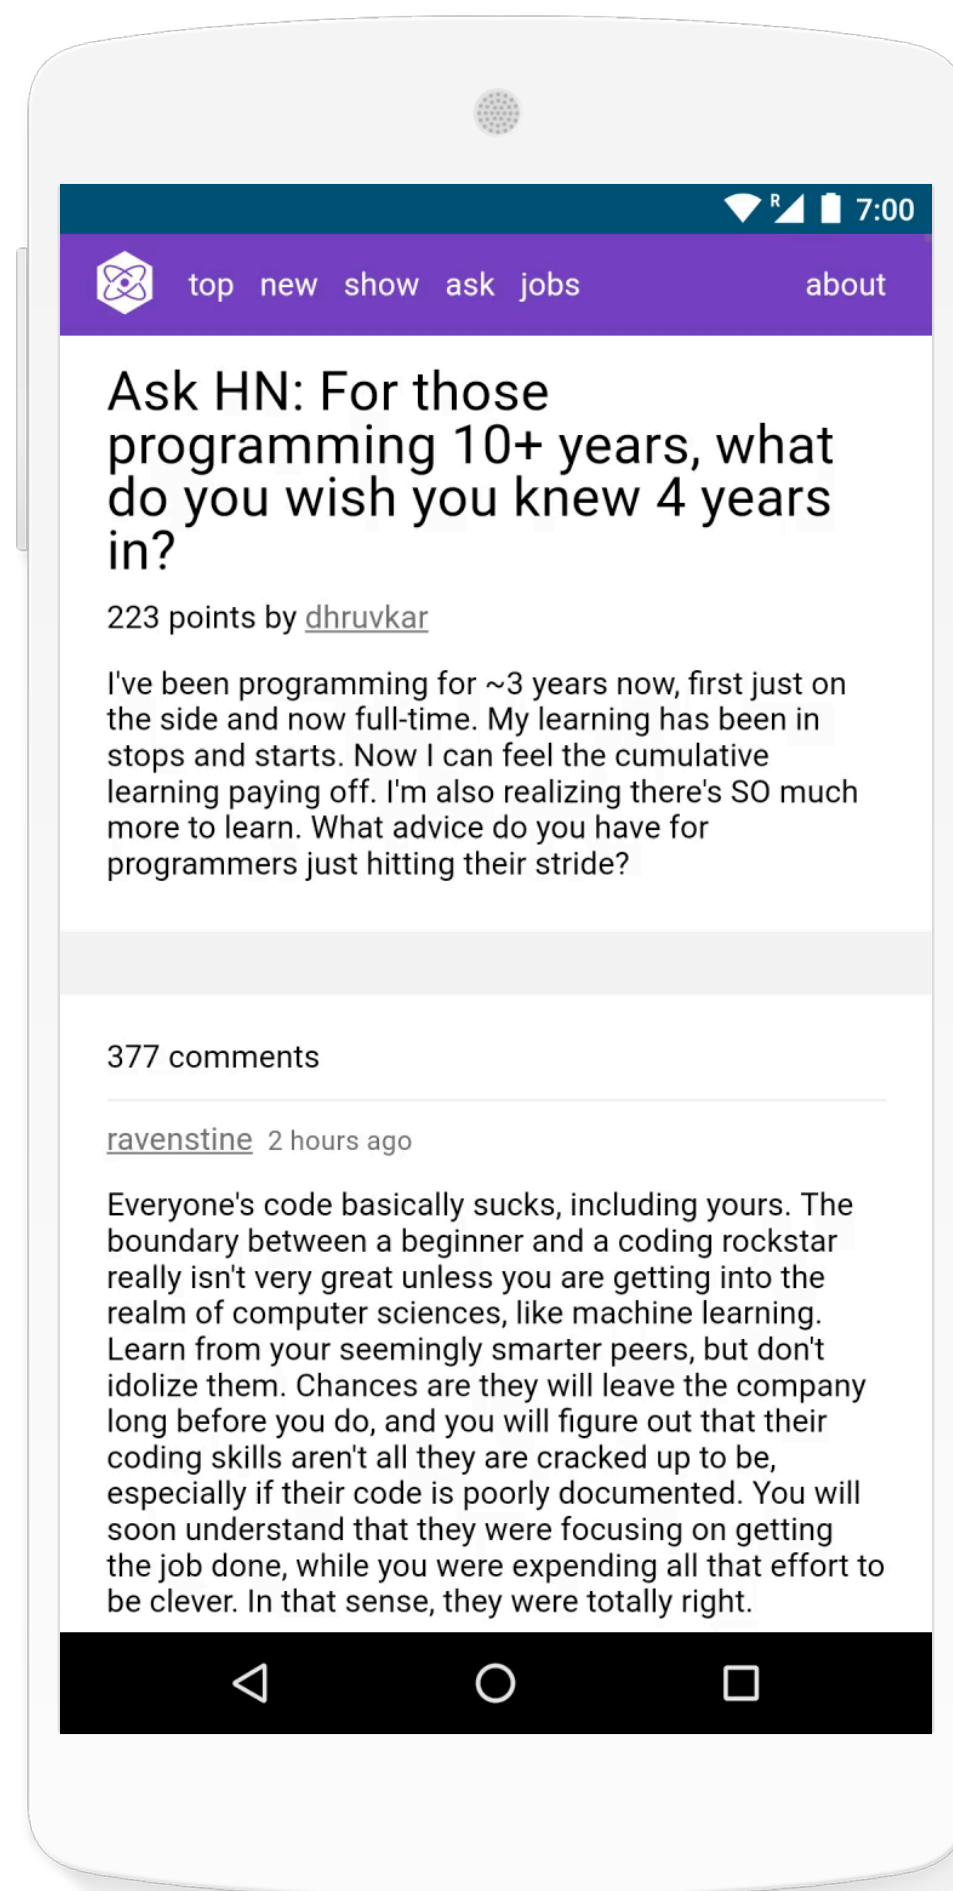 R 7:00
top new show ask jobs about
Ask HN: For those
programming 10+ years, what
do you wish you knew 4 years
in?
223 points by dhruvkar
I've been programming for ~3 years now, first just on
the side and now full-time. My learning has been in
stops and starts. Now I can feel the cumulative
learning paying off. I'm also realizing there's SO much
more to learn. What advice do you have for
programmers just hitting their stride?
377 comments
ravenstine 2 hours ago
Everyone's code basically sucks, including yours. The
boundary between a beginner and a coding rockstar
really isn't very great unless you are getting into the
realm of computer sciences, like machine learning.
Learn from your seemingly smarter peers, but don't
idolize them. Chances are they will leave the company
long before you do, and you will figure out that their
coding skills aren't all they are cracked up to be,
especially if their code is poorly documented. You will
soon understand that they were focusing on getting
the job done, while you were expending all that effort to
be clever. In that sense, they were totally right.